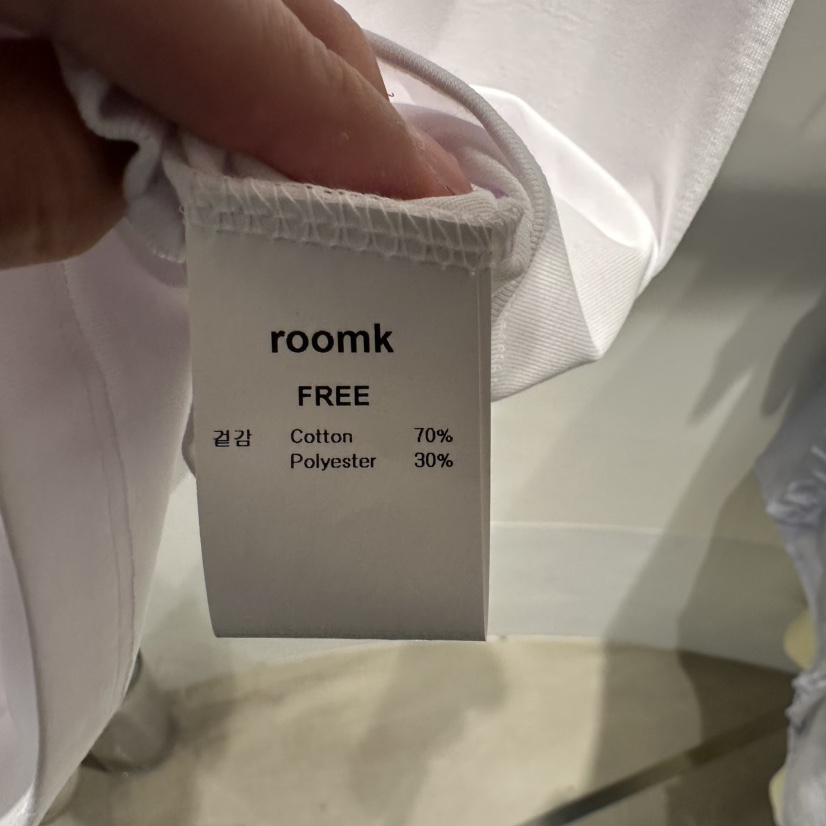 roomk
FREE
겉감 Cotton 70%
Polyester 30%